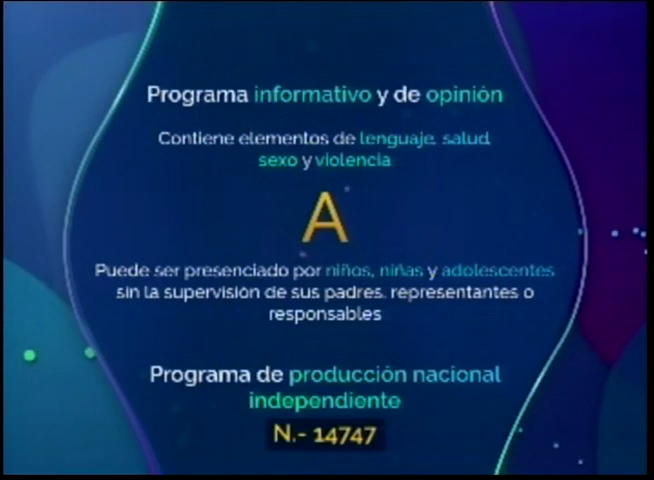 Programa informativo y de opinión
Contiene elementos de lenguaje, salud,
sexo y violencia
A
Puede ser presenciado por niños, niñas y adolescentes
sin la supervisión de sus padres, representantes o
responsables
Programa de producción nacional
independiente
N.- 14747